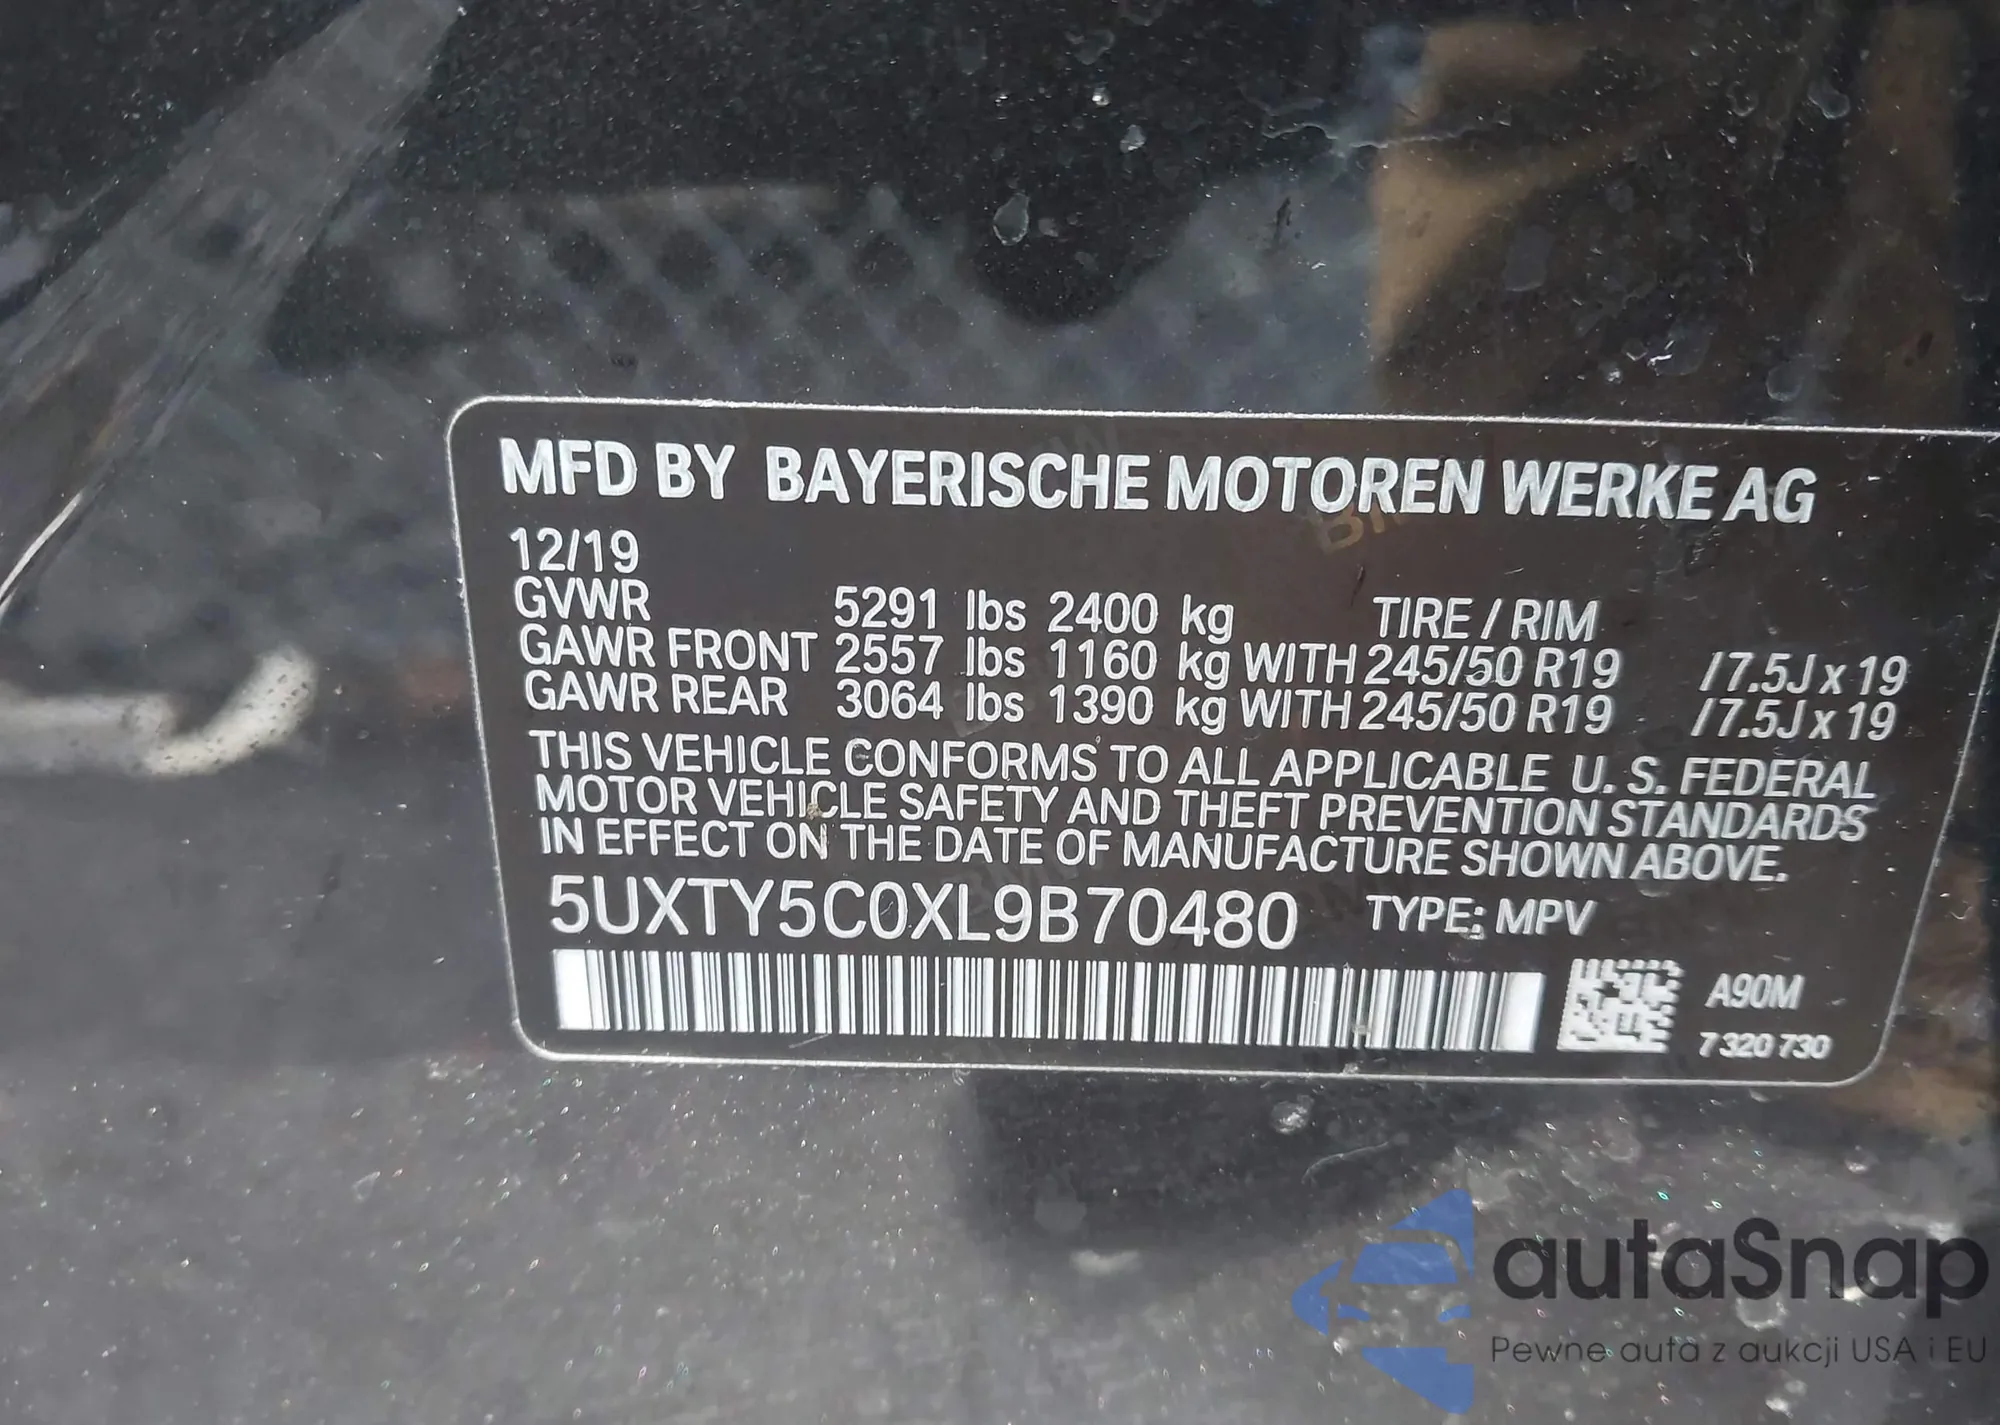 MFD BY BAYERISCHE MOTOREN WERKE AG
12/19
GVWR 5291 lbs 2400 kg TIRE / RIM
GAWR FRONT 2557 lbs 1160 kg WITH 245/50 R19 / 7.5J x 19
GAWR REAR 3064 lbs 1390 kg WITH 245/50 R19 / 7.5J x 19
THIS VEHICLE CONFORMS TO ALL APPLICABLE U. S. FEDERAL
MOTOR VEHICLE SAFETY AND THEFT PREVENTION STANDARDS
IN EFFECT ON THE DATE OF MANUFACTURE SHOWN ABOVE.
5UXTY5C0XL9B70480 TYPE: MPV
A90M
7 320 730
autaSnap
Pewne auta z aukcji USA i EU